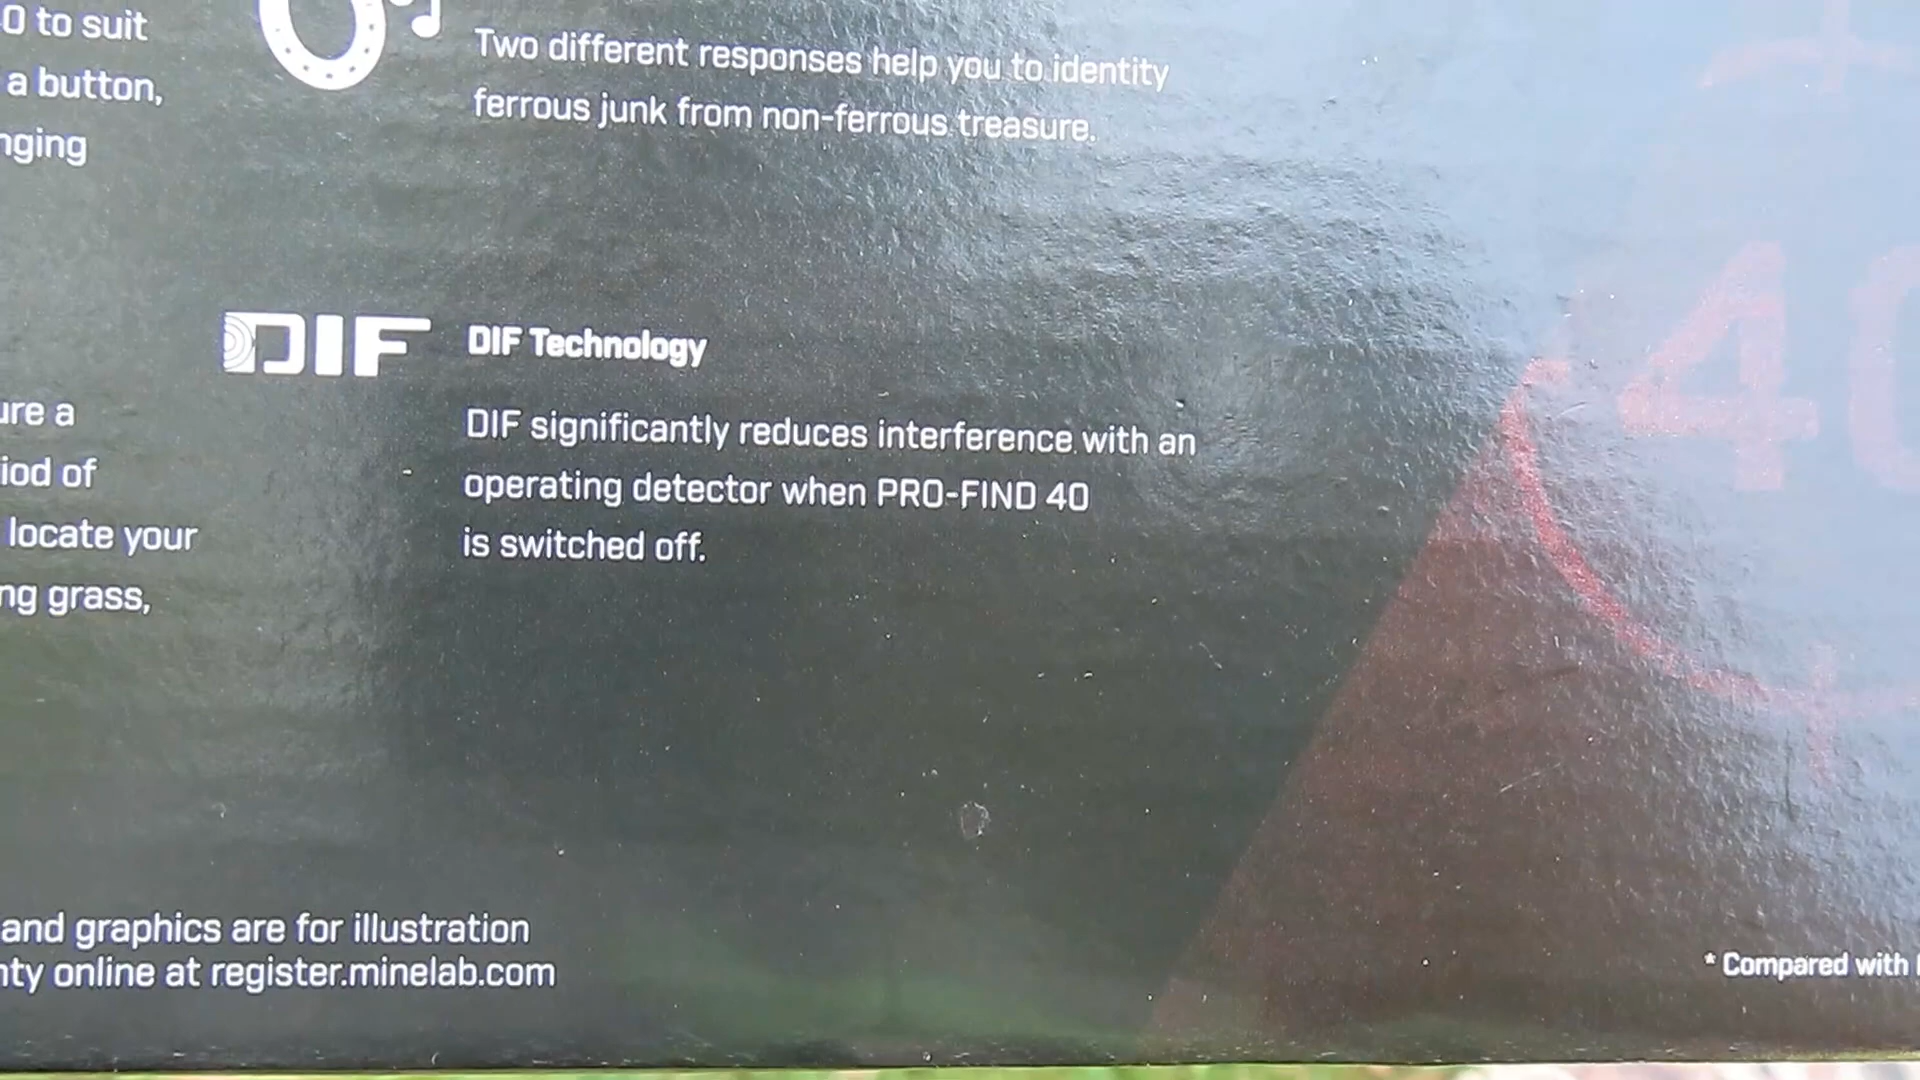 0 to suit
a button,
nging
Two different responses help you to identity
ferrous junk from non-ferrous treasure.
DIF
DIF Technology
DIF significantly reduces interference with an
operating detector when PRO-FIND 40
is switched off.
ure a
iod of
locate your
ng grass,
40
and graphics are for illustration
nty online at register.minelab.com
* Compared with